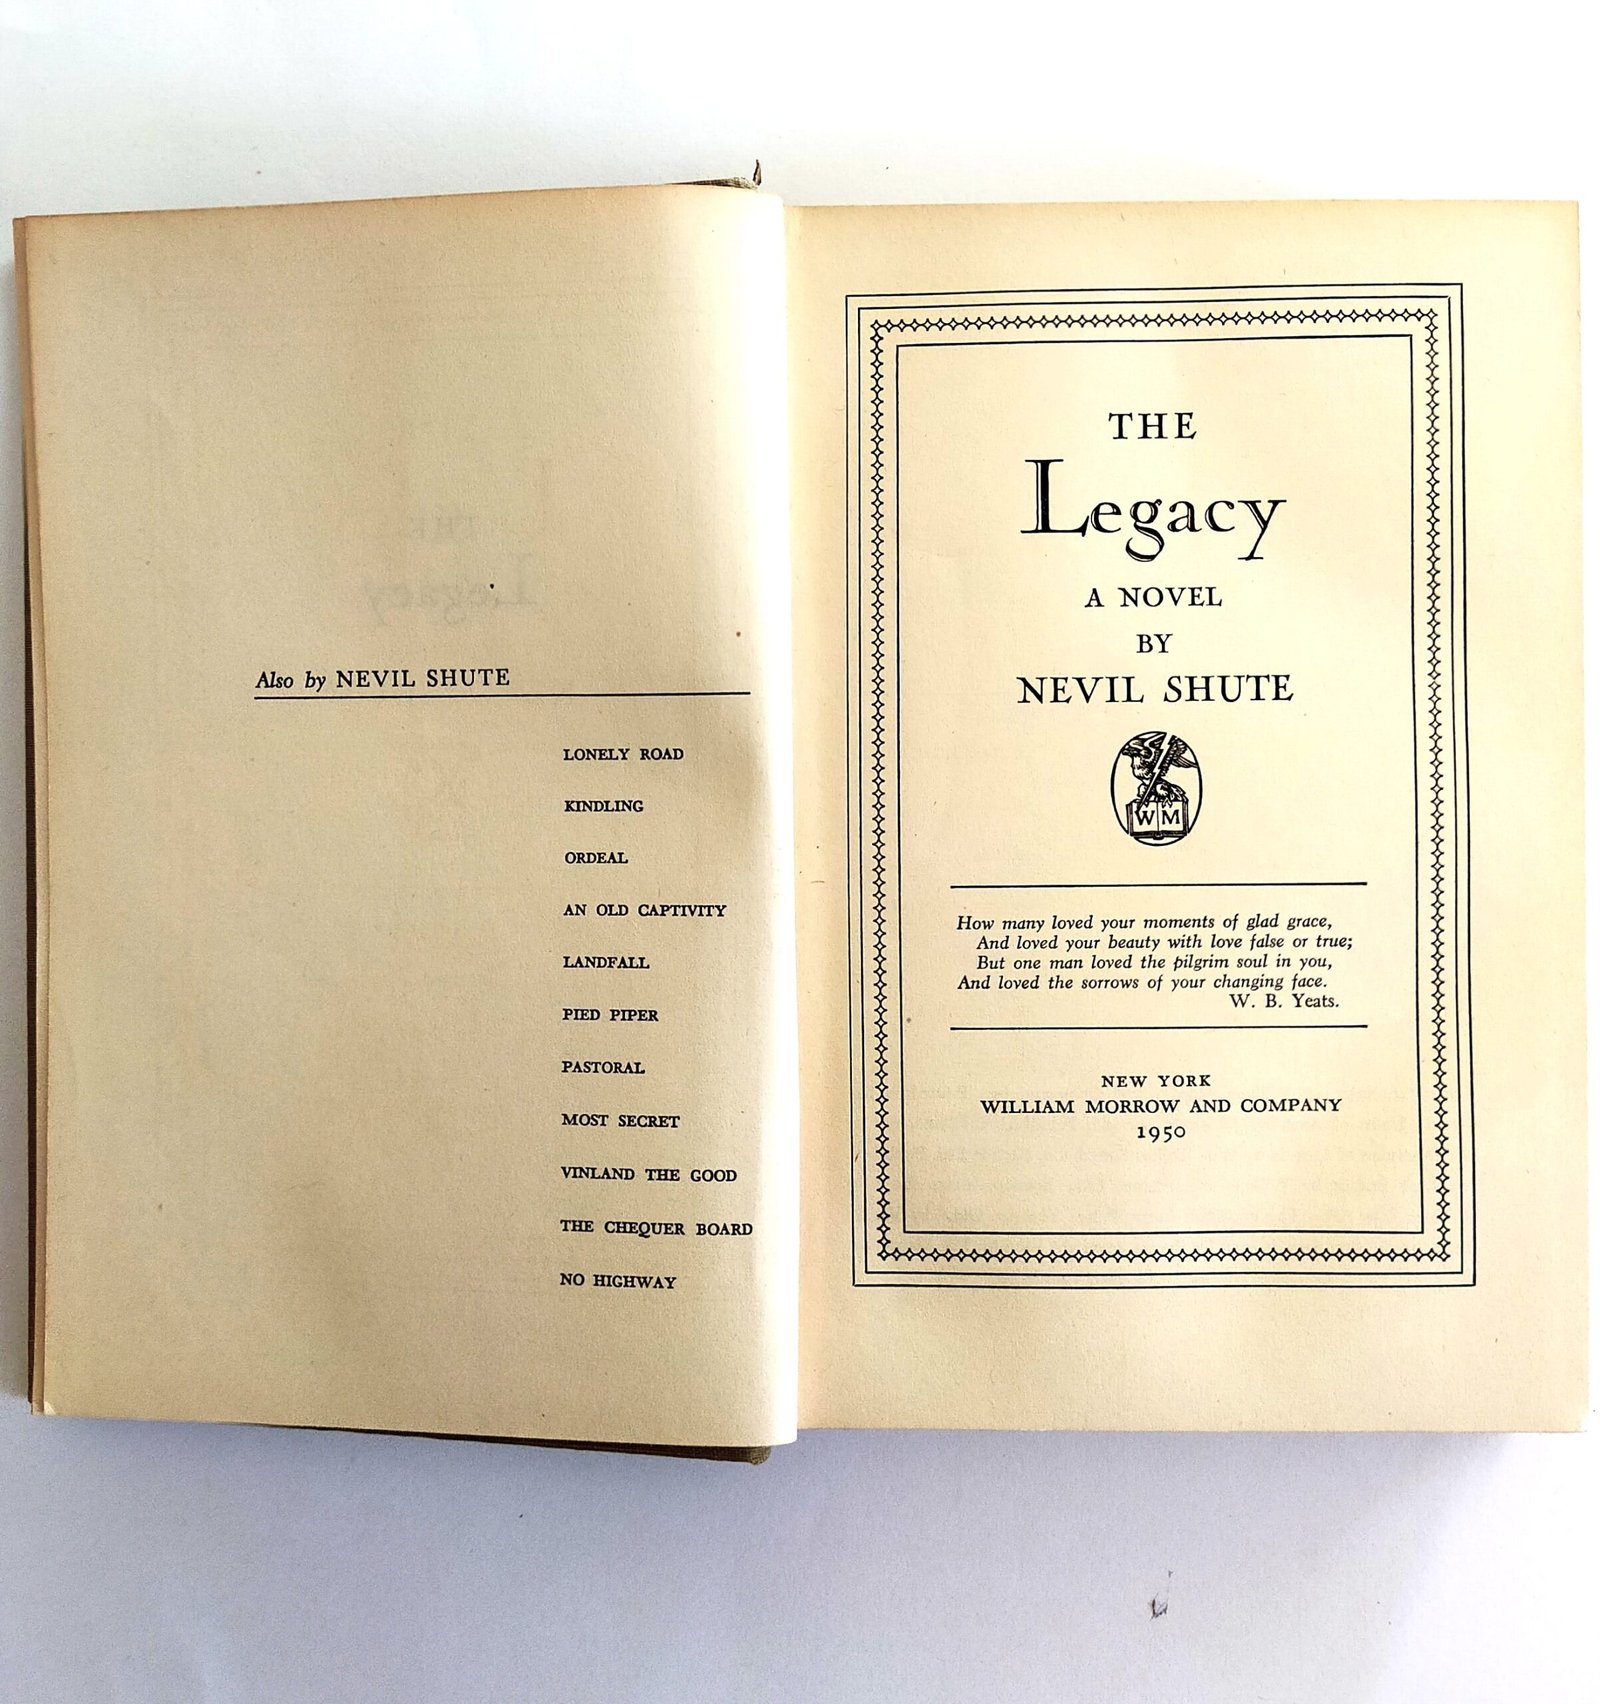 Also by NEVIL SHUTE
LONELY ROAD
KINDLING
ORDEAL
AN OLD CAPTIVITY
LANDFALL
PIED PIPER
PASTORAL
MOST SECRET
VINLAND THE GOOD
THE CHEQUER BOARD
NO HIGHWAY
THE
Legacy
A NOVEL
BY
NEVIL SHUTE
W M
How many loved your moments of glad grace,
And loved your beauty with love false or true;
But one man loved the pilgrim soul in you,
And loved the sorrows of your changing face.
W. B. Yeats.
NEW YORK
WILLIAM MORROW AND COMPANY
1950